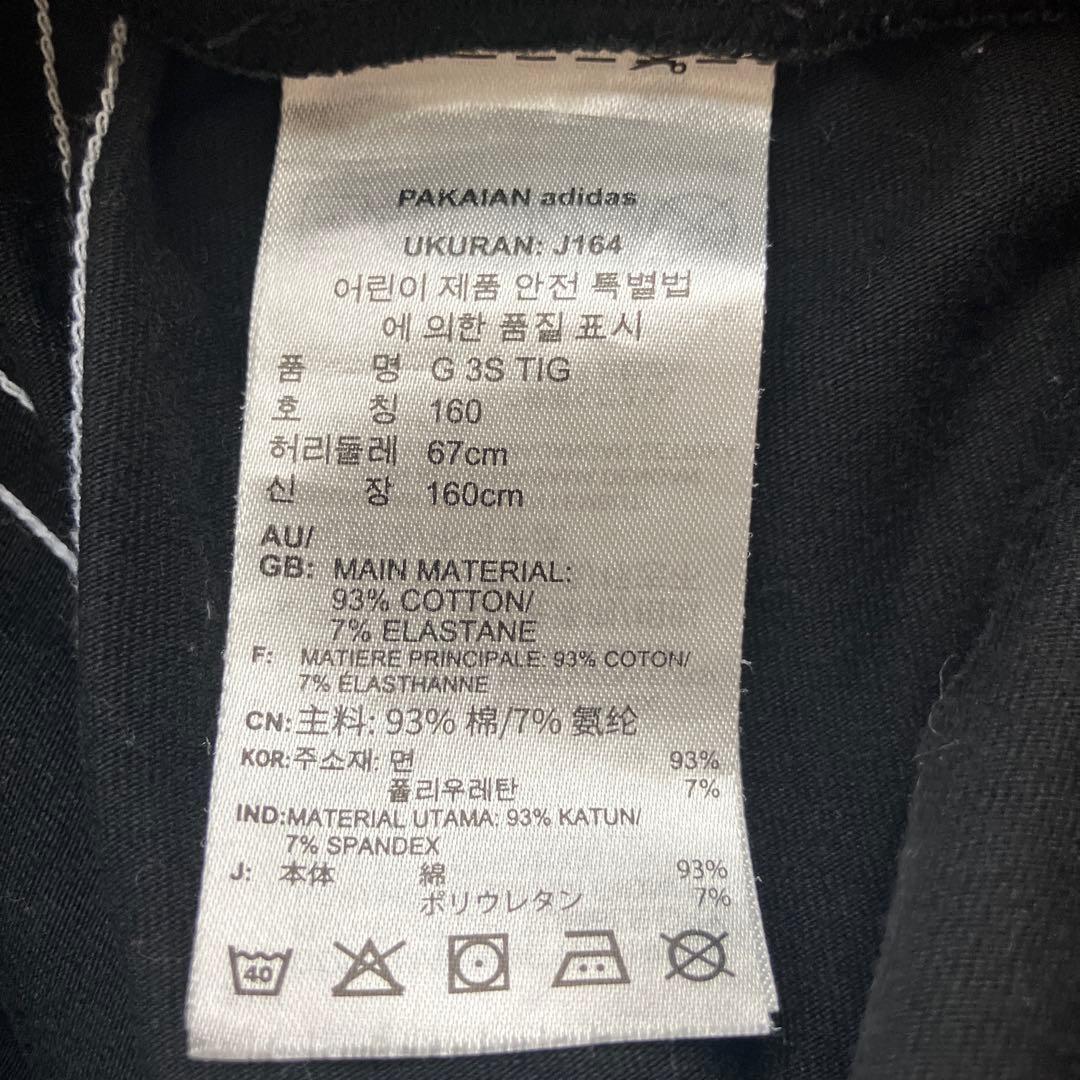 PAKAIAN adidas
UKURAN: J164
어린이 제품 안전 특별법
에 의한 품질 표시
품 명 G 3S TIG
호 칭 160
허리둘레 67cm
신 장 160cm
AU/
GB: MAIN MATERIAL:
93% COTTON/
7% ELASTANE
F: MATIERE PRINCIPALE: 93% COTON/
7% ELASTHANNE
CN: 主料: 93% 棉/7% 氨纶
KOR: 주소재: 면 93%
폴리우레탄 7%
IND: MATERIAL UTAMA: 93% KATUN/
7% SPANDEX
J: 本体 綿 93%
ポリウレタン 7%
40